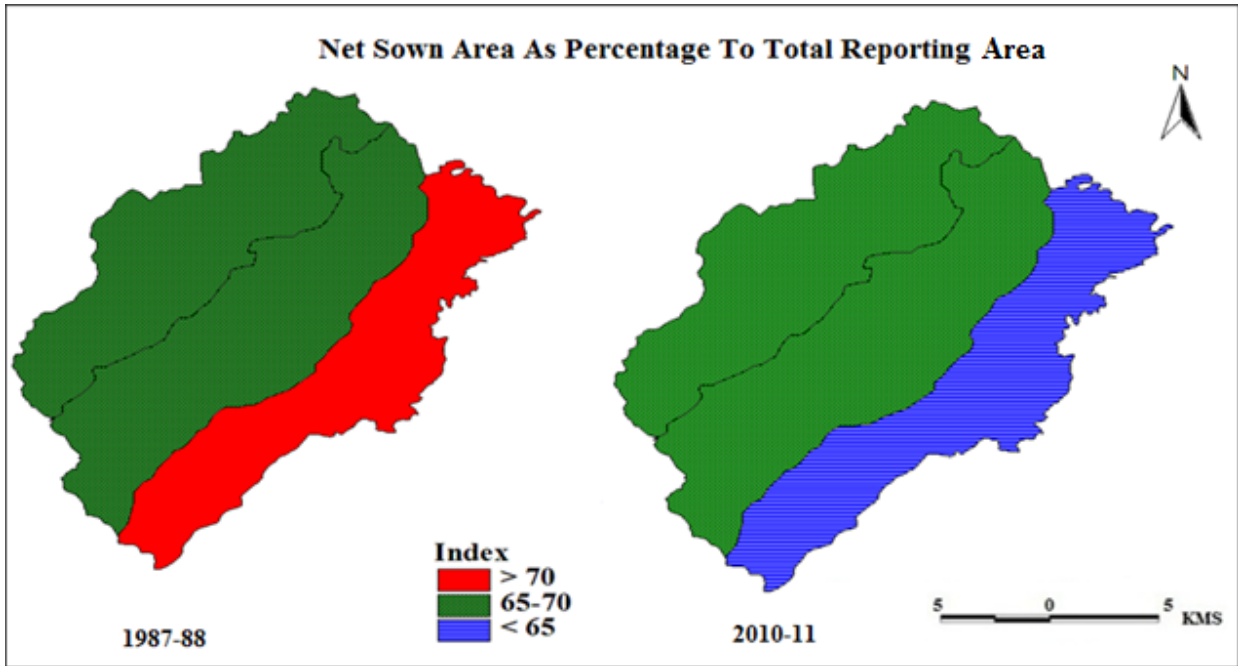 Net Sown Area As Percentage To Total Reporting Area
N
Index
> 70
65-70
< 65
1987-88
2010-11
5 0 5
KMS